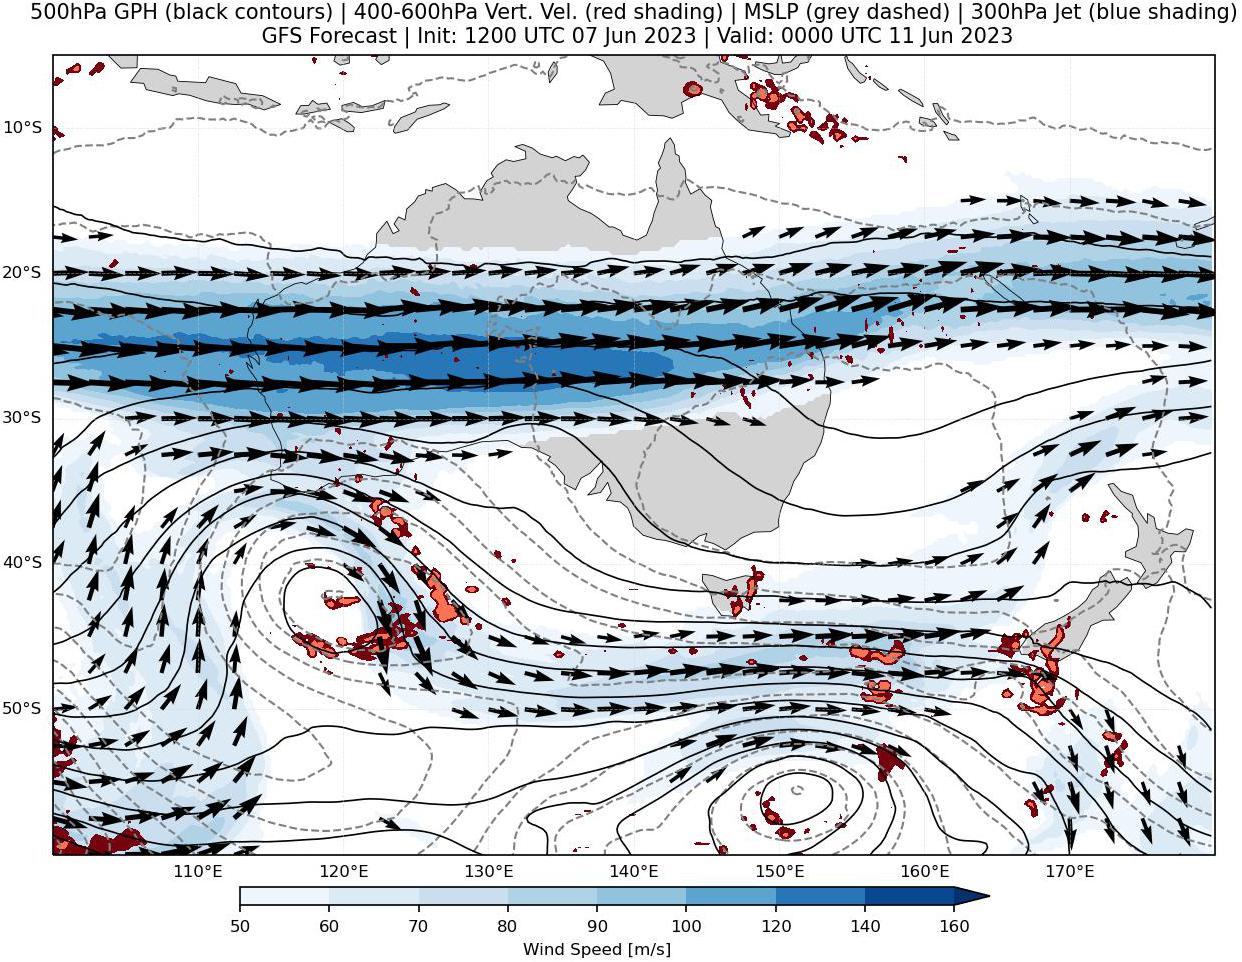 500hPa GPH (black contours) | 400-600hPa Vert. Vel. (red shading) | MSLP (grey dashed) | 300hPa Jet (blue shading)
GFS Forecast | Init: 1200 UTC 07 Jun 2023 | Valid: 0000 UTC 11 Jun 2023
10°S
20°S
30°S
40°S
50°S
110°E 120°E 130°E 140°E 150°E 160°E 170°E
50 60 70 80 90 100 120 140 160
Wind Speed [m/s]